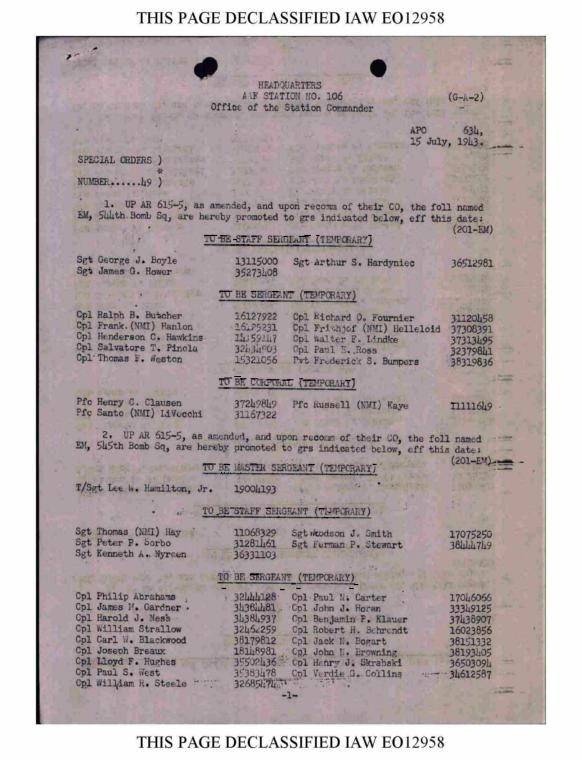 THIS PAGE DECLASSIFIED IAW EO12958
HEADQUARTERS
AAF STATION NO. 106 (G-A-2)
Office of the Station Commander
APO 634,
15 July, 1943.
SPECIAL ORDERS )
*
NUMBER......49 )
1. UP AR 615-5, as amended, and upon recoms of their CO, the foll named
EM, 544th Bomb Sq, are hereby promoted to grs indicated below, eff this date:
(201-EM)
TO BE STAFF SERGEANT (TEMPORARY)
Sgt George J. Boyle 13115000 Sgt Arthur S. Hardyniec 36512981
Sgt James G. Hower 35273408
TO BE SERGEANT (TEMPORARY)
Cpl Ralph B. Butcher 16127922 Cpl Richard O. Fournier 31120458
Cpl Frank (NMI) Hanlon Cpl (NMI) Helleloid 37308391
Cpl Henderson C. Hawkins Cpl Walter F. Lindke 37313495
Cpl Salvatore T. Pinola Cpl Paul E. Ross 32379841
Cpl Thomas F. Weston 15321056 Pvt Frederick S. Bumpers 38319836
TO BE CORPORAL (TEMPORARY)
Pfc Henry C. Clausen 37249849 Pfc Russell (NMI) Kaye
Pfc Santo (NMI) LiVecchi 31167322
2. UP AR 615-5, as amended, and upon recoms of their CO, the foll named
EM, 545th Bomb Sq, are hereby promoted to grs indicated below, eff this date:
(201-EM)
TO BE MASTER SERGEANT (TEMPORARY)
T/Sgt Lee W. Hamilton, Jr. 19004193
TO BE STAFF SERGEANT (TEMPORARY)
Sgt Thomas (NMI) Hay 11068329 Sgt Woodson J. Smith 17075250
Sgt Peter P. Sorbo 31281461 Sgt Furman P. Stewart 38444749
Sgt Kenneth A. Nyreen 36331103
TO BE SERGEANT (TEMPORARY)
Cpl Philip Abrahams 32444128 Cpl Paul N. Carter 17046066
Cpl James M. Gardner 34384481 Cpl John J. Horan 33349125
Cpl Harold J. Ness 34384937 Cpl Benjamin F. Klauer 37438907
Cpl William Strallow Cpl Robert H. Behrendt 16023856
Cpl Carl W. Blackwood 38179812 Cpl Jack N. Bogart 38151332
Cpl Joseph Breaux 18148981 Cpl John E. Browning 38193405
Cpl Lloyd F. Hughes 35502436 Cpl Henry J. Skrabski 36503094
Cpl Paul S. West 35383478 Cpl Verdie G. Collins 34612587
Cpl William R. Steele
-1-
THIS PAGE DECLASSIFIED IAW EO12958